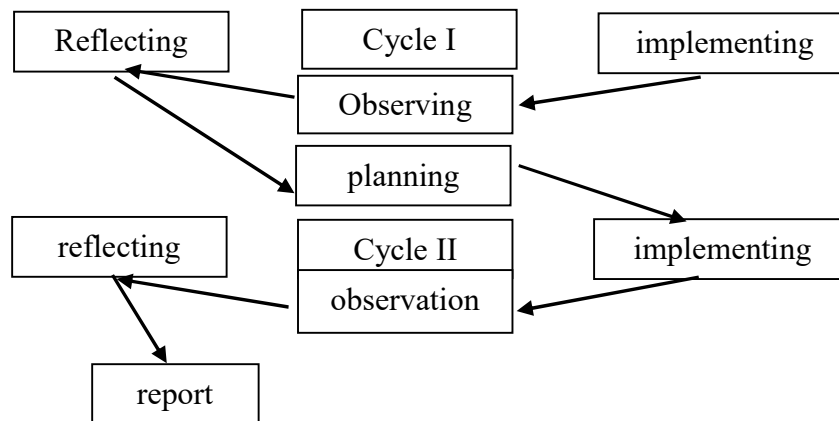 Reflecting
Cycle I
implementing
Observing
planning
reflecting
Cycle II
implementing
observation
report